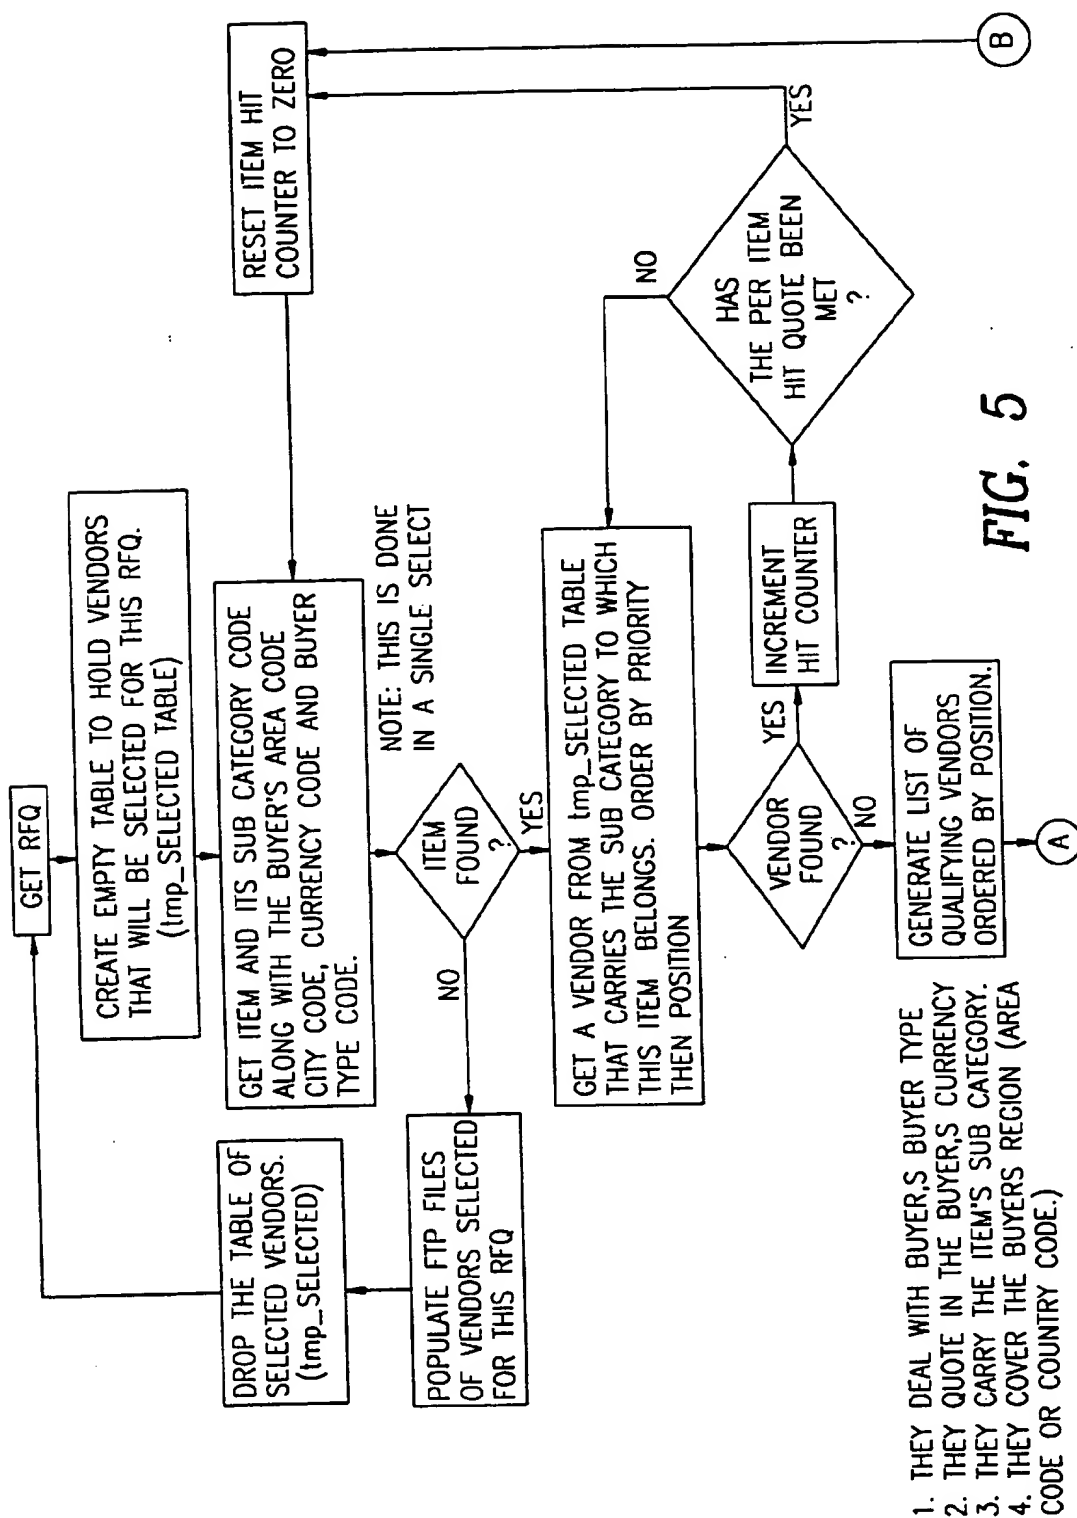 GET RFQ
CREATE EMPTY TABLE TO HOLD VENDORS
THAT WILL BE SELECTED FOR THIS RFQ.
(tmp_SELECTED TABLE)
RESET ITEM HIT
COUNTER TO ZERO
GET ITEM AND ITS SUB CATEGORY CODE
ALONG WITH THE BUYER'S AREA CODE
CITY CODE, CURRENCY CODE AND BUYER
TYPE CODE.
NOTE: THIS IS DONE
IN A SINGLE SELECT
DROP THE TABLE OF
SELECTED VENDORS.
(tmp_SELECTED)
ITEM
FOUND
?
NO
YES
POPULATE FTP FILES
OF VENDORS SELECTED
FOR THIS RFQ
GET A VENDOR FROM tmp_SELECTED TABLE
THAT CARRIES THE SUB CATEGORY TO WHICH
THIS ITEM BELONGS. ORDER BY PRIORITY
THEN POSITION
NO
HAS
THE PER ITEM
HIT QUOTE BEEN
MET
?
YES
VENDOR
FOUND
?
YES
INCREMENT
HIT COUNTER
NO
GENERATE LIST OF
QUALIFYING VENDORS
ORDERED BY POSITION.
A
B
1. THEY DEAL WITH BUYER,S BUYER TYPE
2. THEY QUOTE IN THE BUYER,S CURRENCY
3. THEY CARRY THE ITEM'S SUB CATEGORY.
4. THEY COVER THE BUYERS REGION (AREA
CODE OR COUNTRY CODE.)
FIG. 5